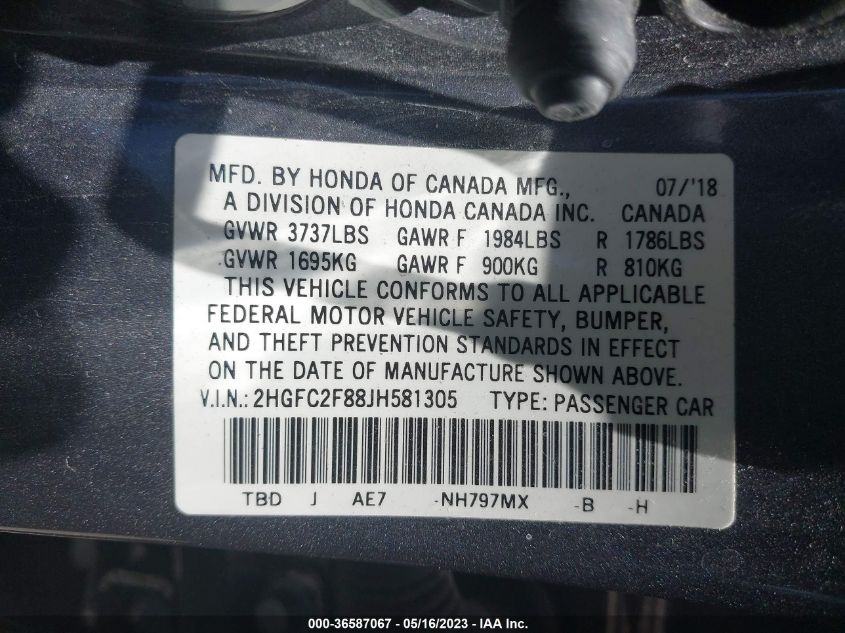 MFD. BY HONDA OF CANADA MFG., 07/'18
A DIVISION OF HONDA CANADA INC. CANADA
GVWR 3737LBS GAWR F 1984LBS R 1786LBS
GVWR 1695KG GAWR F 900KG R 810KG
THIS VEHICLE CONFORMS TO ALL APPLICABLE
FEDERAL MOTOR VEHICLE SAFETY, BUMPER,
AND THEFT PREVENTION STANDARDS IN EFFECT
ON THE DATE OF MANUFACTURE SHOWN ABOVE.
V.I.N.: 2HGFC2F88JH581305 TYPE: PASSENGER CAR
TBD J AE7 -NH797MX -B -H
000-36587067 - 05/16/2023 - IAA Inc.